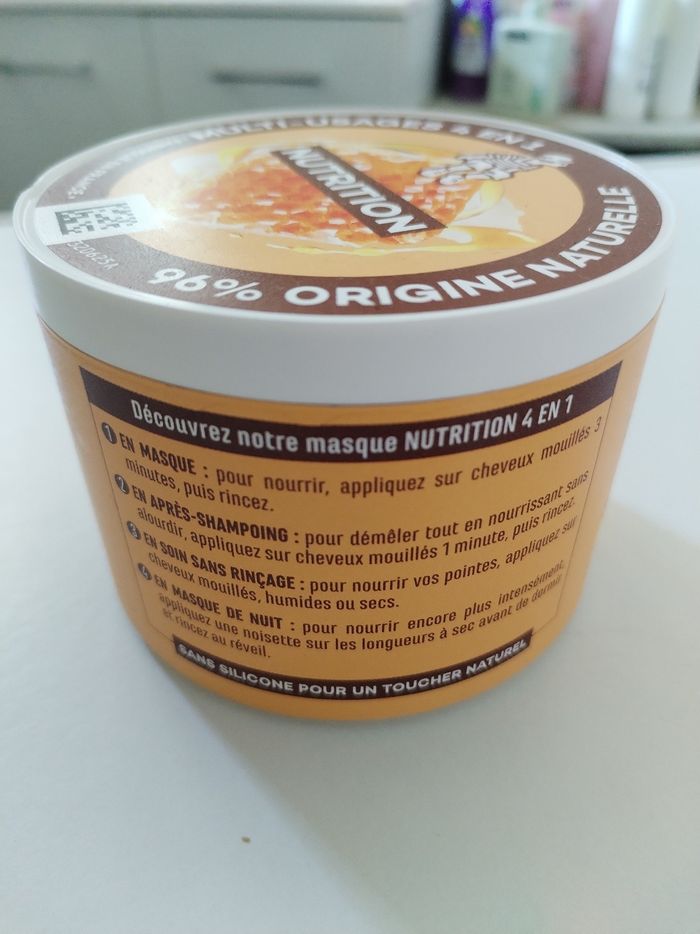 MULTI-USAGES 4 EN 1
NUTRITION
96% ORIGINE NATURELLE
Découvrez notre masque NUTRITION 4 EN 1
1 EN MASQUE : pour nourrir, appliquez sur cheveux mouillés 3
minutes, puis rincez.
2 EN APRÈS-SHAMPOING : pour démêler tout en nourrissant sans
alourdir, appliquez sur cheveux mouillés 1 minute, puis rincez.
3 EN SOIN SANS RINÇAGE : pour nourrir vos pointes, appliquez sur
cheveux mouillés, humides ou secs.
4 EN MASQUE DE NUIT : pour nourrir encore plus intensément,
appliquez une noisette sur les longueurs à sec avant de dormir
et rincez au réveil.
SANS SILICONE POUR UN TOUCHER NATUREL